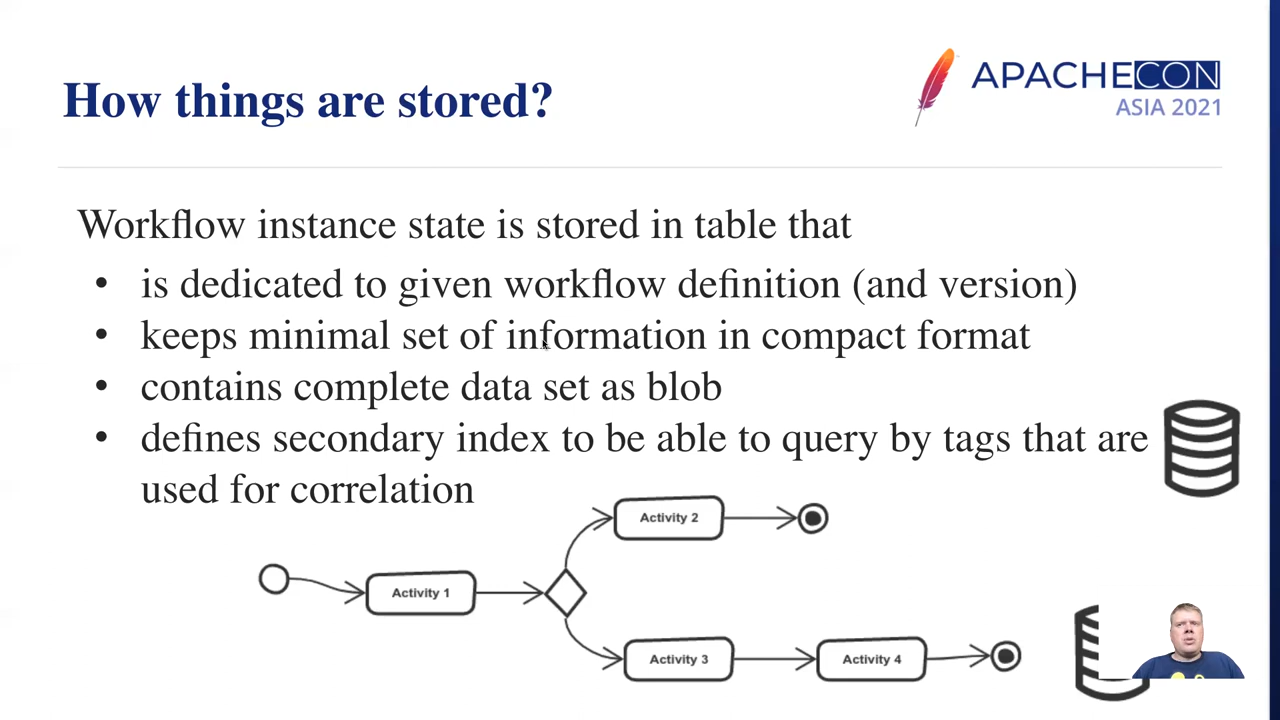 APACHECON
ASIA 2021
How things are stored?
Workflow instance state is stored in table that
• is dedicated to given workflow definition (and version)
• keeps minimal set of information in compact format
• contains complete data set as blob
• defines secondary index to be able to query by tags that are
used for correlation
Activity 2
Activity 1
Activity 3
Activity 4